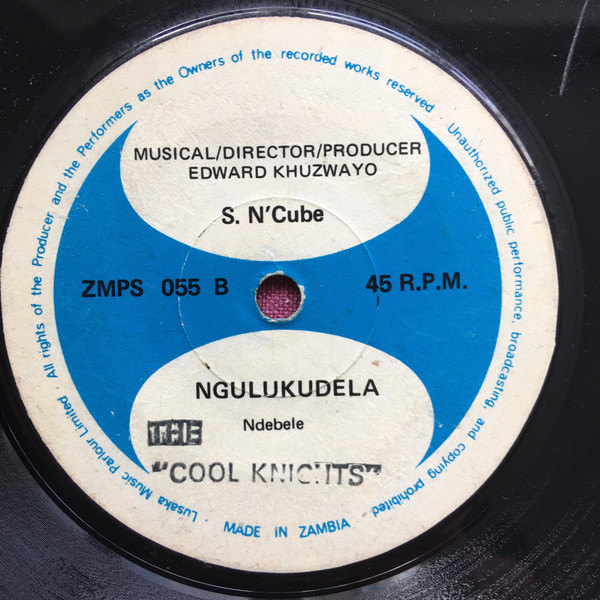 MUSICAL/DIRECTOR/PRODUCER
EDWARD KHUZWAYO
S. N'Cube
ZMPS 055 B
45 R.P.M.
NGULUKUDELA
Ndebele
THE
"COOL KNIGHTS"
All rights of the Producer and the Performers as the Owners of the recorded works reserved
Unauthorized public performance, broadcasting, and copying prohibited
Lusaka Music Parlour Limited ·
· MADE IN ZAMBIA